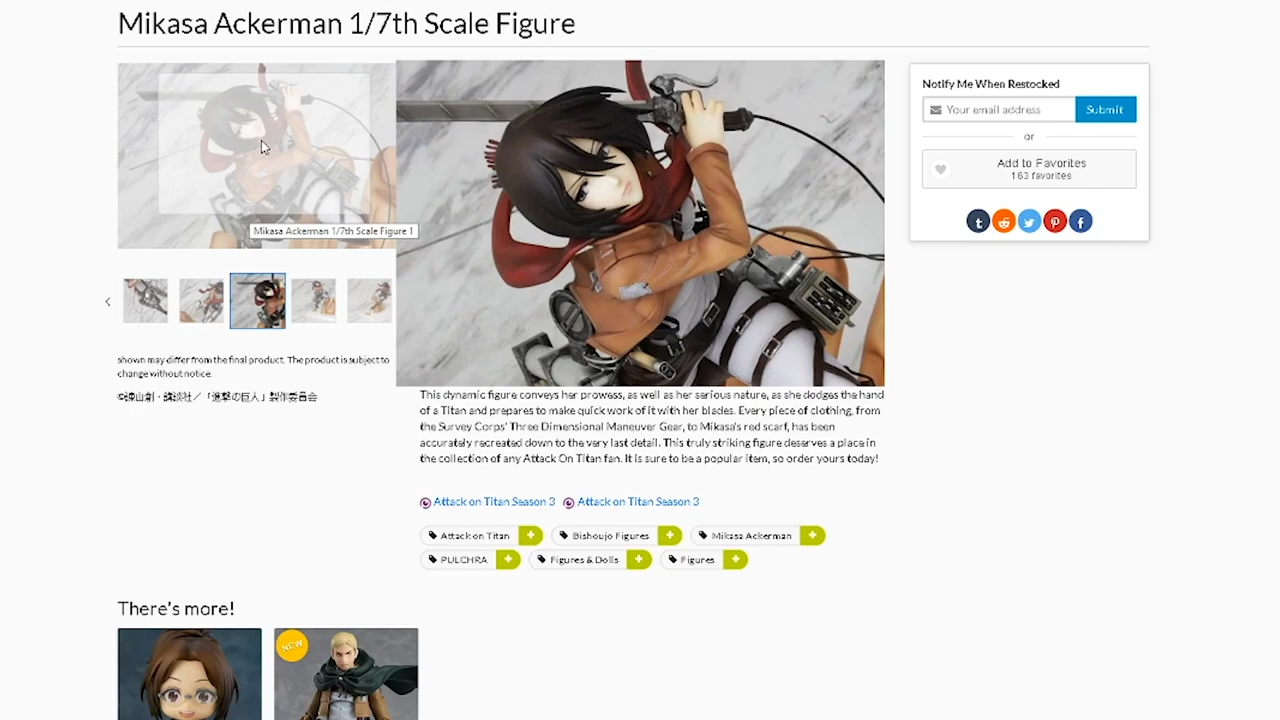 Mikasa Ackerman 1/7th Scale Figure
Mikasa Ackerman 1/7th Scale Figure 1
shown may differ from the final product. The product is subject to
change without notice.
©諫山創・講談社／「進撃の巨人」製作委員会
This dynamic figure conveys her prowess, as well as her serious nature, as she dodges the hand
of a Titan and prepares to make quick work of it with her blades. Every piece of clothing, from
the Survey Corps' Three Dimensional Maneuver Gear, to Mikasa's red scarf, has been
accurately recreated down to the very last detail. This truly striking figure deserves a place in
the collection of any Attack On Titan fan. It is sure to be a popular item, so order yours today!
Attack on Titan Season 3 Attack on Titan Season 3
Attack on Titan + Bishoujo Figures + Mikasa Ackerman +
PULCHRA + Figures & Dolls + Figures +
Notify Me When Restocked
Your email address Submit
or
Add to Favorites
163 favorites
There's more!
NEW